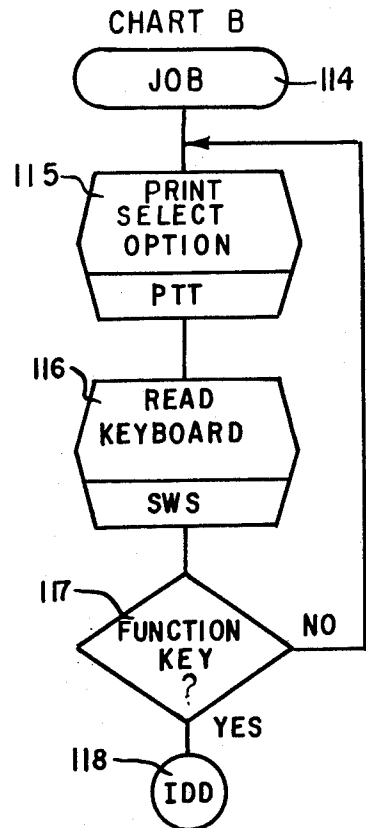 CHART B
JOB
114
115
PRINT
SELECT
OPTION
PTT
116
READ
KEYBOARD
SWS
117
FUNCTION
KEY
?
NO
YES
118
IDD